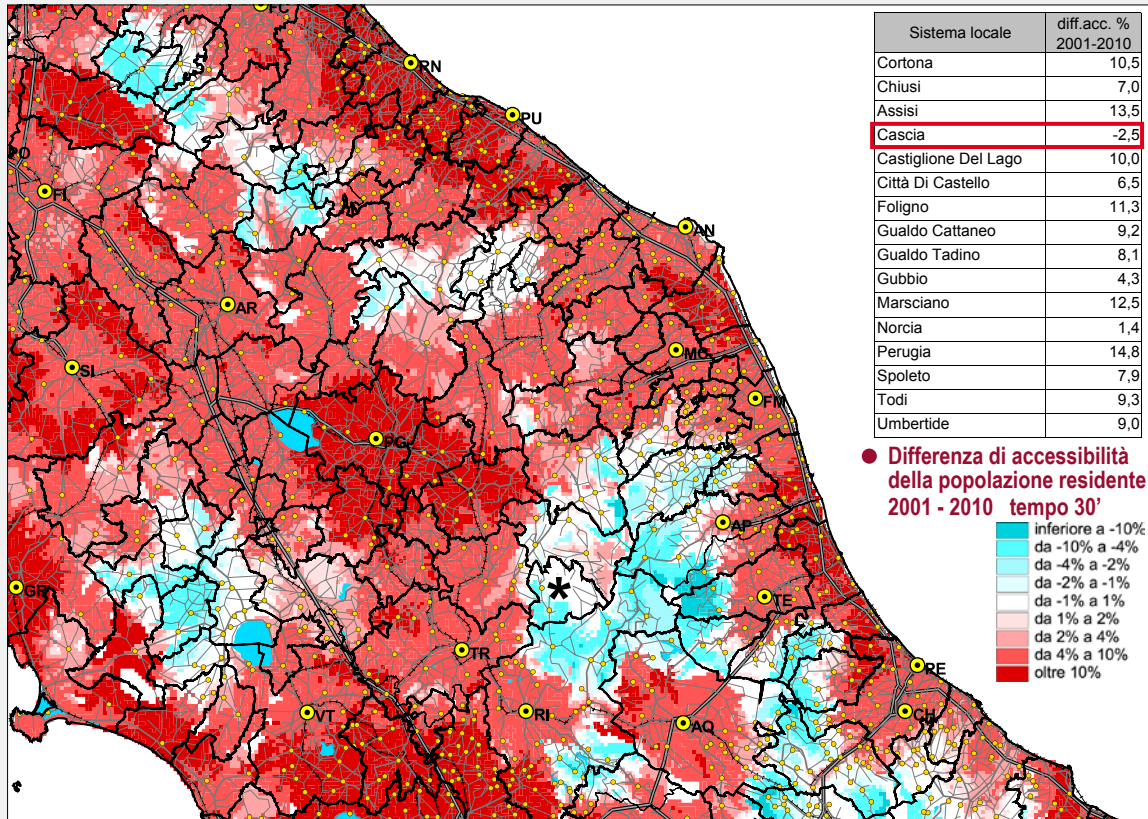 Sistema locale diff.acc. % 2001-2010
Cortona 10,5
Chiusi 7,0
Assisi 13,5
Cascia -2,5
Castiglione Del Lago 10,0
Città Di Castello 6,5
Foligno 11,3
Gualdo Cattaneo 9,2
Gualdo Tadino 8,1
Gubbio 4,3
Marsciano 12,5
Norcia 1,4
Perugia 14,8
Spoleto 7,9
Todi 9,3
Umbertide 9,0
● Differenza di accessibilità
della popolazione residente
2001 - 2010 tempo 30'
inferiore a -10%
da -10% a -4%
da -4% a -2%
da -2% a -1%
da -1% a 1%
da 1% a 2%
da 2% a 4%
da 4% a 10%
oltre 10%
RN
PU
FI
AN
AR
MC
SI
FM
PG
AP
*
GR
TE
TR
PE
VT
RI
AQ
CH